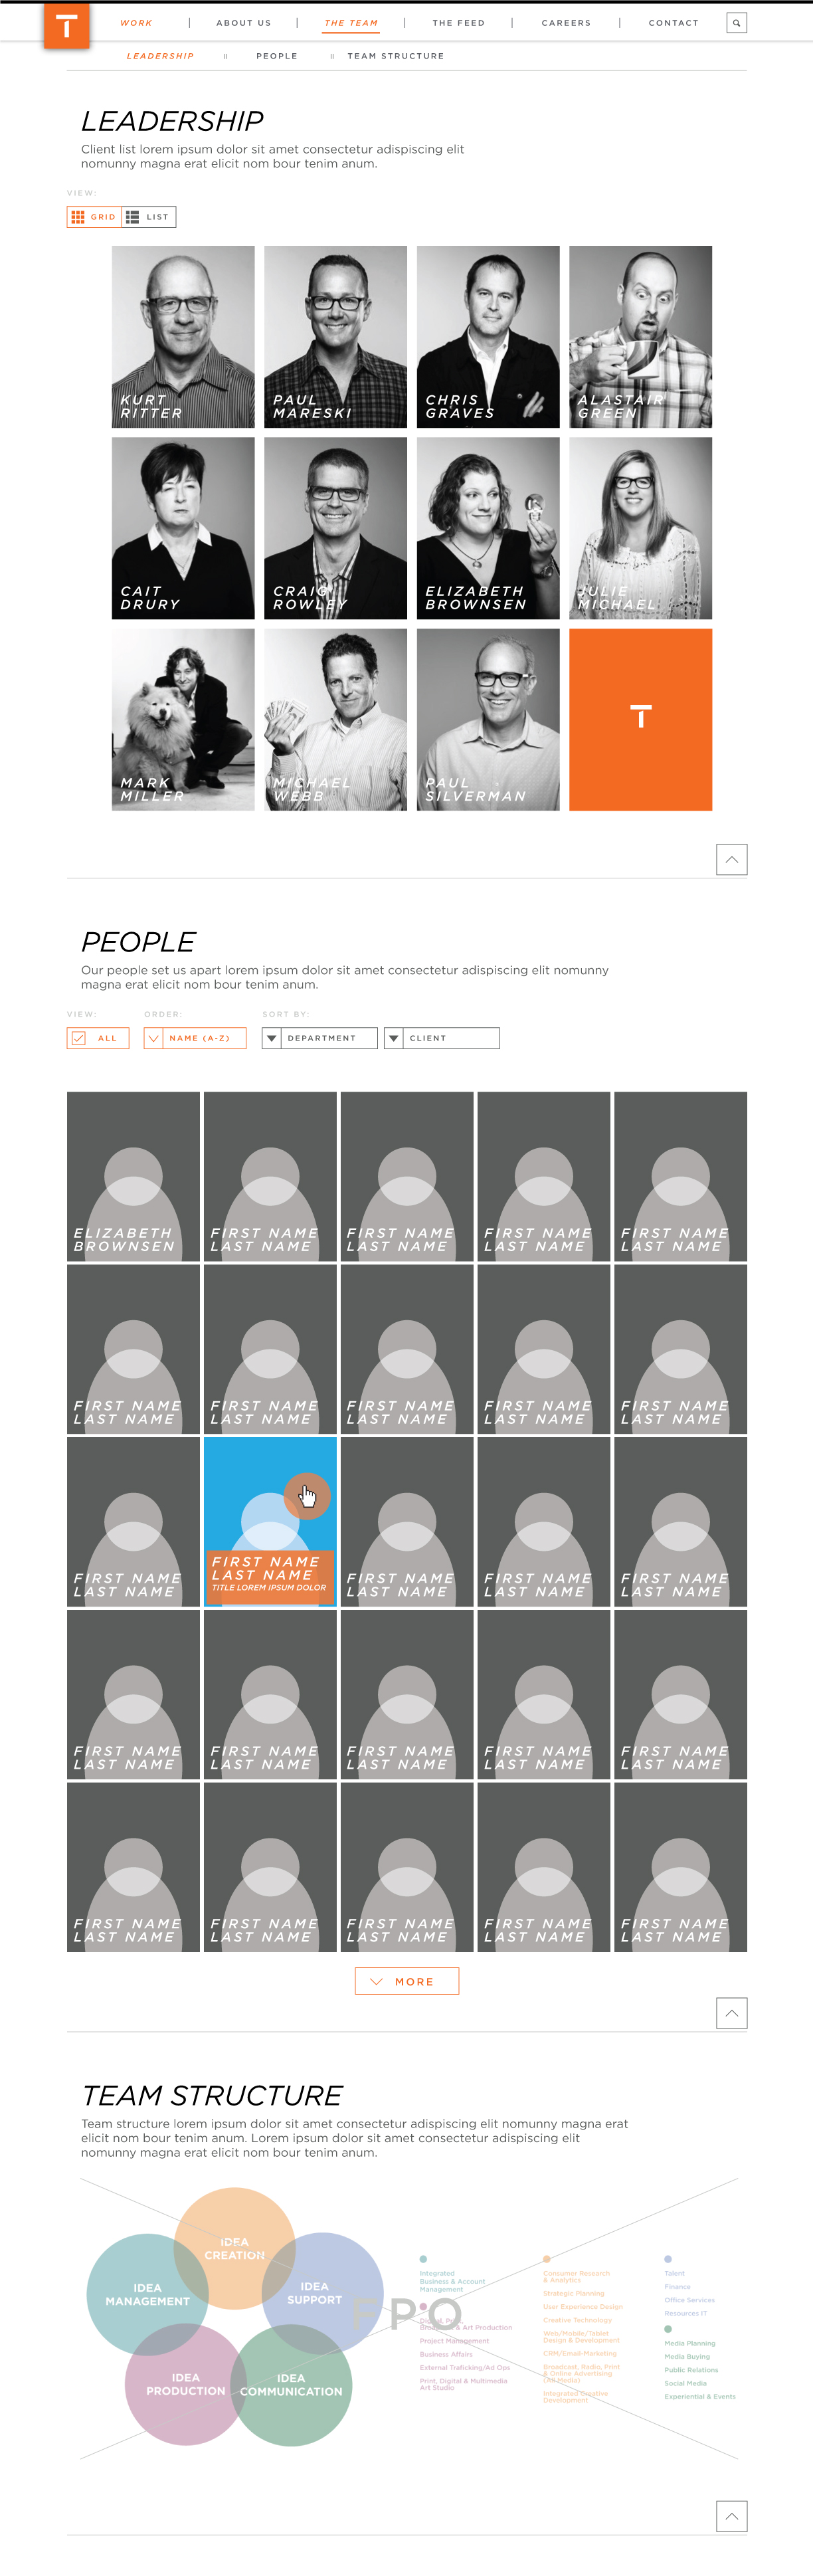 T
WORK | ABOUT US | THE TEAM | THE FEED | CAREERS | CONTACT
LEADERSHIP II PEOPLE II TEAM STRUCTURE
LEADERSHIP
Client list lorem ipsum dolor sit amet consectetur adispiscing elit
nomunny magna erat elicit nom bour tenim anum.
VIEW:
GRID LIST
KURT
RITTER
PAUL
MARESKI
CHRIS
GRAVES
ALASTAIR
GREEN
CAIT
DRURY
CRAIG
ROWLEY
ELIZABETH
BROWNSEN
JULIE
MICHAEL
MARK
MILLER
MICHAEL
WEBB
PAUL
SILVERMAN
T
PEOPLE
Our people set us apart lorem ipsum dolor sit amet consectetur adispiscing elit nomunny
magna erat elicit nom bour tenim anum.
VIEW: ORDER: SORT BY:
ALL NAME (A-Z) DEPARTMENT CLIENT
ELIZABETH FIRST NAME FIRST NAME FIRST NAME FIRST NAME
BROWNSEN LAST NAME LAST NAME LAST NAME LAST NAME
FIRST NAME FIRST NAME FIRST NAME FIRST NAME FIRST NAME
LAST NAME LAST NAME LAST NAME LAST NAME LAST NAME
FIRST NAME
LAST NAME
FIRST NAME
LAST NAME
TITLE LOREM IPSUM DOLOR
FIRST NAME FIRST NAME FIRST NAME
LAST NAME LAST NAME LAST NAME
FIRST NAME FIRST NAME FIRST NAME FIRST NAME FIRST NAME
LAST NAME LAST NAME LAST NAME LAST NAME LAST NAME
FIRST NAME FIRST NAME FIRST NAME FIRST NAME FIRST NAME
LAST NAME LAST NAME LAST NAME LAST NAME LAST NAME
MORE
TEAM STRUCTURE
Team structure lorem ipsum dolor sit amet consectetur adispiscing elit nomunny magna erat
elicit nom bour tenim anum. Lorem ipsum dolor sit amet consectetur adispiscing elit
nomunny magna erat elicit nom bour tenim anum.
IDEA
CREATION
IDEA
MANAGEMENT
IDEA
SUPPORT
IDEA
PRODUCTION
IDEA
COMMUNICATION
FPO
Integrated
Business & Account
Management
Digital, Print,
Broadcast & Art Production
Project Management
Business Affairs
External Traficking/Ad Ops
Print, Digital & Multimedia
Art Studio
Consumer Research
& Analytics
Strategic Planning
User Experience Design
Creative Technology
Web/Mobile/Tablet
Design & Development
CRM/Email-Marketing
Broadcast, Radio, Print
& Online Advertising
(All Media)
Integrated Creative
Development
Talent
Finance
Office Services
Resources IT
Media Planning
Media Buying
Public Relations
Social Media
Experiential & Events